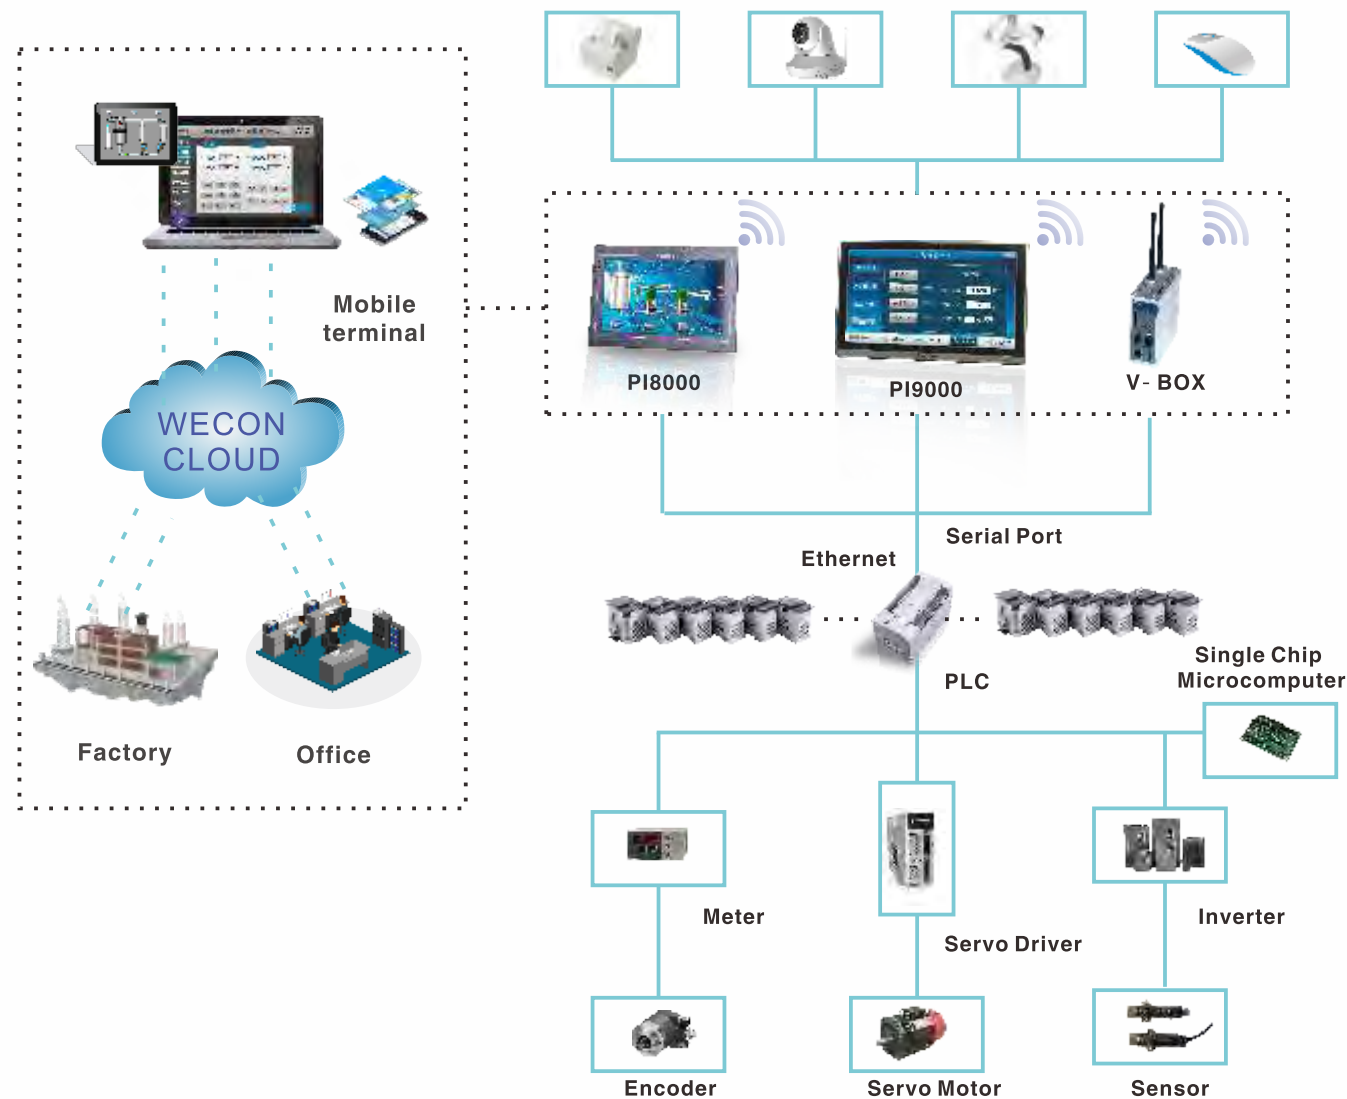 Mobile
terminal
WECON
CLOUD
Factory
Office
PI8000
PI9000
V- BOX
Serial Port
Ethernet
PLC
Single Chip
Microcomputer
Meter
Servo Driver
Inverter
Encoder
Servo Motor
Sensor